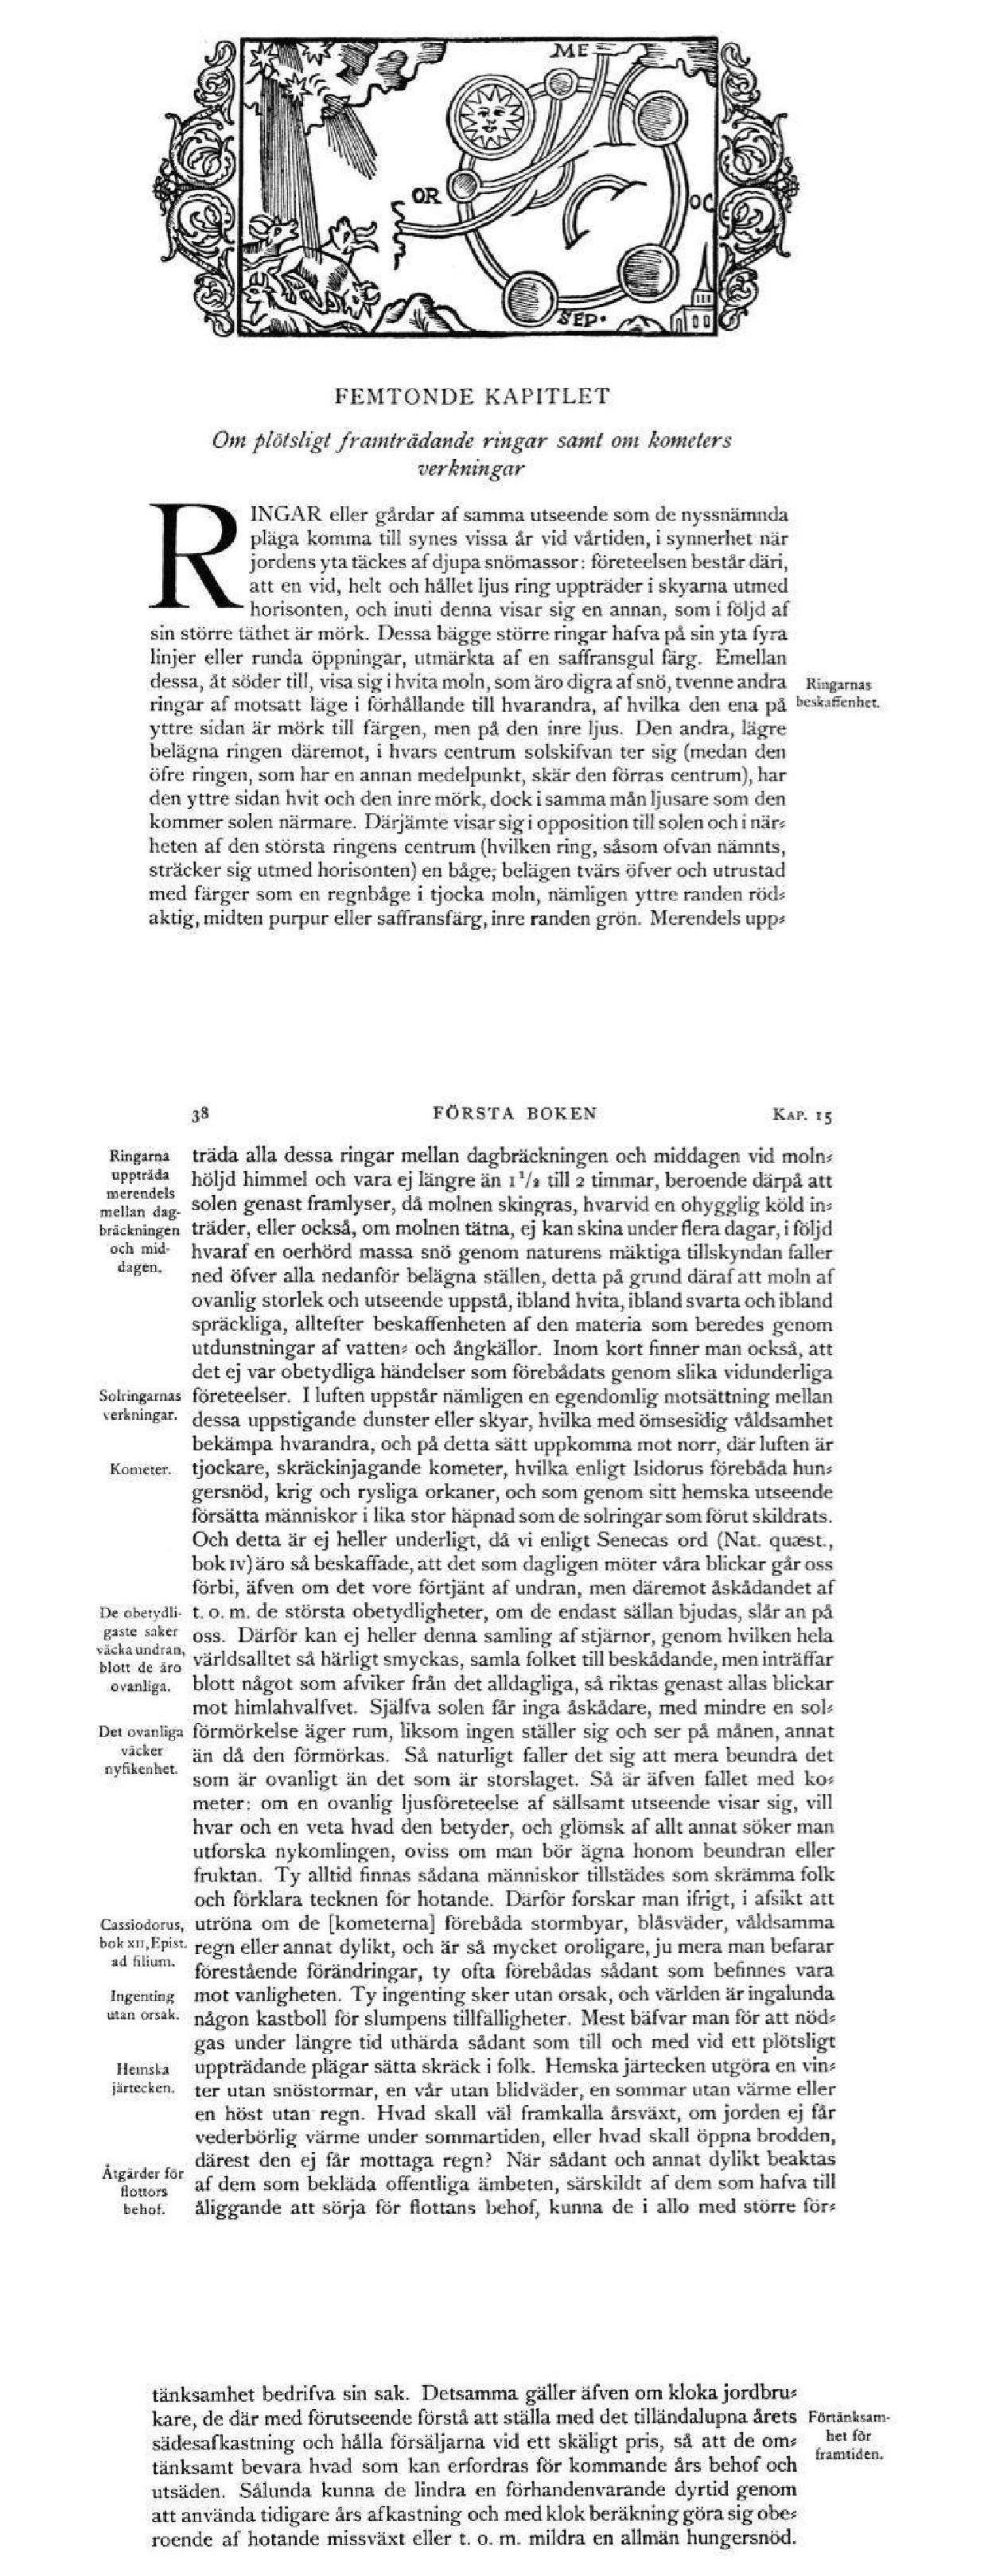 ME
OR
OC
SEP.
FEMTONDE KAPITLET
Om plötsligt framträdande ringar samt om kometers
verkningar
RINGAR eller gårdar af samma utseende som de nyssnämnda
pläga komma till synes vissa år vid vårtiden, i synnerhet när
jordens yta täckes af djupa snömassor: företeelsen består däri,
att en vid, helt och hållet ljus ring uppträder i skyarna utmed
horisonten, och inuti denna visar sig en annan, som i följd af
sin större täthet är mörk. Dessa bägge större ringar hafva på sin yta fyra
linjer eller runda öppningar, utmärkta af en saffransgul färg. Emellan
dessa, åt söder till, visa sig i hvita moln, som äro digra af snö, tvenne andra
ringar af motsatt läge i förhållande till hvarandra, af hvilka den ena på
yttre sidan är mörk till färgen, men på den inre ljus. Den andra, lägre
belägna ringen däremot, i hvars centrum solskifvan ter sig (medan den
öfre ringen, som har en annan medelpunkt, skär den förras centrum), har
den yttre sidan hvit och den inre mörk, dock i samma mån ljusare som den
kommer solen närmare. Därjämte visar sig i opposition till solen och i när-
heten af den största ringens centrum (hvilken ring, såsom ofvan nämnts,
sträcker sig utmed horisonten) en båge, belägen tvärs öfver och utrustad
med färger som en regnbåge i tjocka moln, nämligen yttre randen röd-
aktig, midten purpur eller saffransfärg, inre randen grön. Merendels upp-
Ringarnas
beskaffenhet.
38 FÖRSTA BOKEN KAP. 15
träda alla dessa ringar mellan dagbräckningen och middagen vid moln-
höljd himmel och vara ej längre än 1 1/2 till 2 timmar, beroende därpå att
solen genast framlyser, då molnen skingras, hvarvid en ohygglig köld in-
träder, eller också, om molnen tätna, ej kan skina under flera dagar, i följd
hvaraf en oerhörd massa snö genom naturens mäktiga tillskyndan faller
ned öfver alla nedanför belägna ställen, detta på grund däraf att moln af
ovanlig storlek och utseende uppstå, ibland hvita, ibland svarta och ibland
spräckliga, alltefter beskaffenheten af den materia som beredes genom
utdunstningar af vatten- och ångkällor. Inom kort finner man också, att
det ej var obetydliga händelser som förebådats genom slika vidunderliga
företeelser. I luften uppstår nämligen en egendomlig motsättning mellan
dessa uppstigande dunster eller skyar, hvilka med ömsesidig våldsamhet
bekämpa hvarandra, och på detta sätt uppkomma mot norr, där luften är
tjockare, skräckinjagande kometer, hvilka enligt Isidorus förebåda hun-
gersnöd, krig och rysliga orkaner, och som genom sitt hemska utseende
försätta människor i lika stor häpnad som de solringar som förut skildrats.
Och detta är ej heller underligt, då vi enligt Senecas ord (Nat. quæst.,
bok IV) äro så beskaffade, att det som dagligen möter våra blickar går oss
förbi, äfven om det vore förtjänt af undran, men däremot åskådandet af
t. o. m. de största obetydligheter, om de endast sällan bjudas, slår an på
oss. Därför kan ej heller denna samling af stjärnor, genom hvilken hela
världsalltet så härligt smyckas, samla folket till beskådande, men inträffar
blott något som afviker från det alldagliga, så riktas genast allas blickar
mot himlahvalfvet. Själfva solen får inga åskådare, med mindre en sol-
förmörkelse äger rum, liksom ingen ställer sig och ser på månen, annat
än då den förmörkas. Så naturligt faller det sig att mera beundra det
som är ovanligt än det som är storslaget. Så är äfven fallet med ko-
meter: om en ovanlig ljusföreteelse af sällsamt utseende visar sig, vill
hvar och en veta hvad den betyder, och glömsk af allt annat söker man
utforska nykomlingen, oviss om man bör ägna honom beundran eller
fruktan. Ty alltid finnas sådana människor tillstädes som skrämma folk
och förklara tecknen för hotande. Därför forskar man ifrigt, i afsikt att
utröna om de [kometerna] förebåda stormbyar, blåsväder, våldsamma
regn eller annat dylikt, och är så mycket oroligare, ju mera man befarar
förestående förändringar, ty ofta förebådas sådant som befinnes vara
mot vanligheten. Ty ingenting sker utan orsak, och världen är ingalunda
någon kastboll för slumpens tillfälligheter. Mest bäfvar man för att nöd-
gas under längre tid uthärda sådant som till och med vid ett plötsligt
uppträdande plägar sätta skräck i folk. Hemska järtecken utgöra en vin-
ter utan snöstormar, en vår utan blidväder, en sommar utan värme eller
en höst utan regn. Hvad skall väl framkalla årsväxt, om jorden ej får
vederbörlig värme under sommartiden, eller hvad skall öppna brodden,
därest den ej får mottaga regn? När sådant och annat dylikt beaktas
af dem som bekläda offentliga ämbeten, särskildt af dem som hafva till
åliggande att sörja för flottans behof, kunna de i allo med större för-
Ringarna
uppträda
merendels
mellan dag-
bräckningen
och mid-
dagen.
Solringarnas
verkningar.
Kometer.
De obetydli-
gaste saker
väcka undran,
blott de äro
ovanliga.
Det ovanliga
väcker
nyfikenhet.
Cassiodorus,
bok XII, Epist.
ad filium.
Ingenting
utan orsak.
Hemska
järtecken.
Åtgärder för
flottors
behof.
tänksamhet bedrifva sin sak. Detsamma gäller äfven om kloka jordbru-
kare, de där med förutseende förstå att ställa med det tilländalupna årets
sädesafkastning och hålla försäljarna vid ett skäligt pris, så att de om-
tänksamt bevara hvad som kan erfordras för kommande års behof och
utsäden. Sålunda kunna de lindra en förhandenvarande dyrtid genom
att använda tidigare års afkastning och med klok beräkning göra sig obe-
roende af hotande missväxt eller t. o. m. mildra en allmän hungersnöd.
Förtänksam-
het för
framtiden.